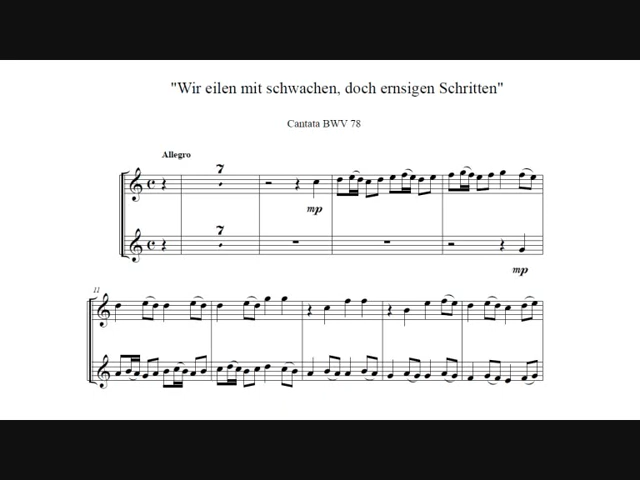 "Wir eilen mit schwachen, doch ernsigen Schritten"
Cantata BWV 78
Allegro
7
mp
7
mp
11